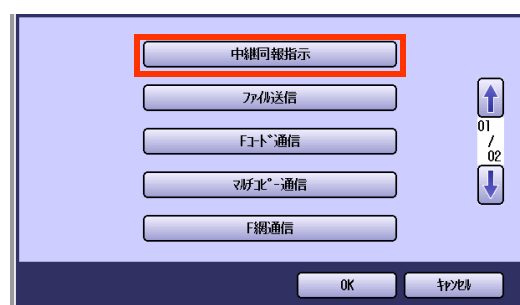 中継同報指示
ﾌｧｲﾙ送信
Fｺｰﾄﾞ通信
ﾏﾙﾁｺﾋﾟｰ通信
F網通信
01
/
02
OK
ｷｬﾝｾﾙ